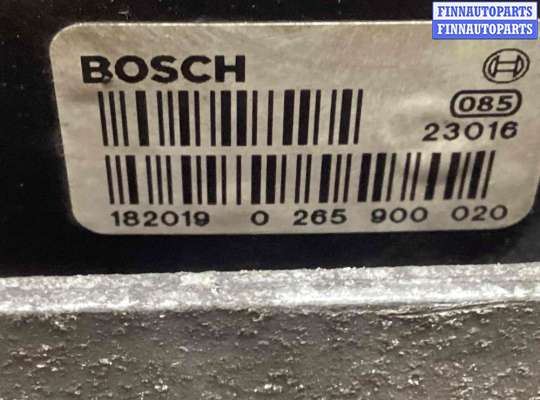 FINNAUTOPARTS
FINNAUTOPARTS
BOSCH
085
23016
182019 0 265 900 020